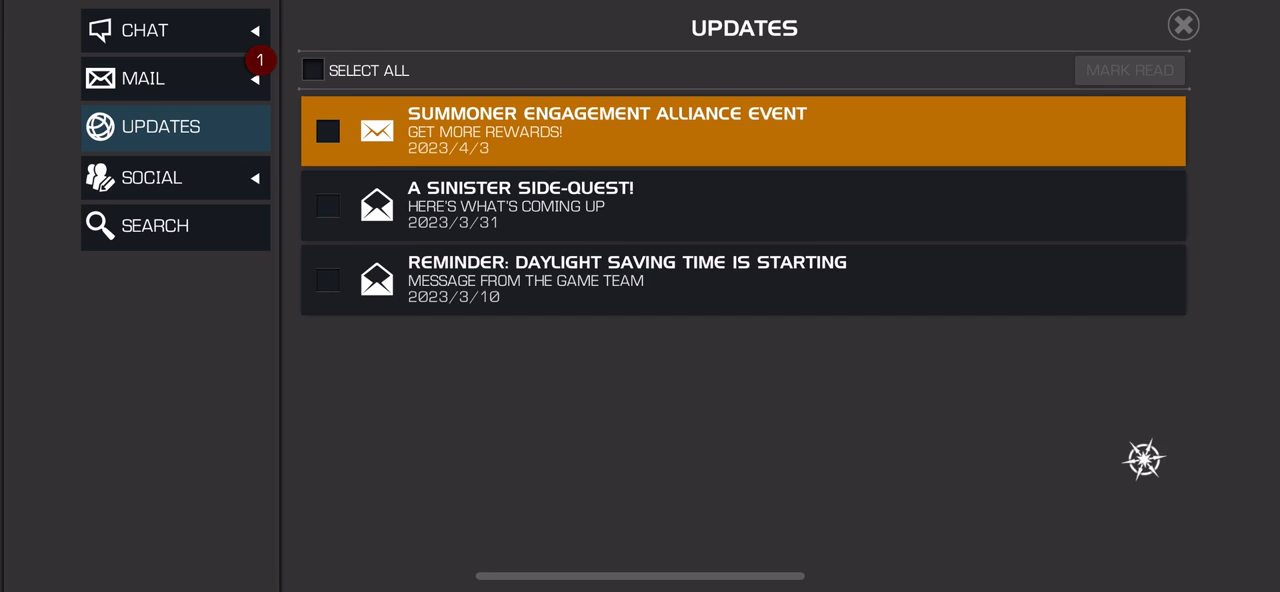 CHAT
1
MAIL
UPDATES
SOCIAL
SEARCH
UPDATES
SELECT ALL
MARK READ
SUMMONER ENGAGEMENT ALLIANCE EVENT
GET MORE REWARDS!
2023/4/3
A SINISTER SIDE-QUEST!
HERE'S WHAT'S COMING UP
2023/3/31
REMINDER: DAYLIGHT SAVING TIME IS STARTING
MESSAGE FROM THE GAME TEAM
2023/3/10